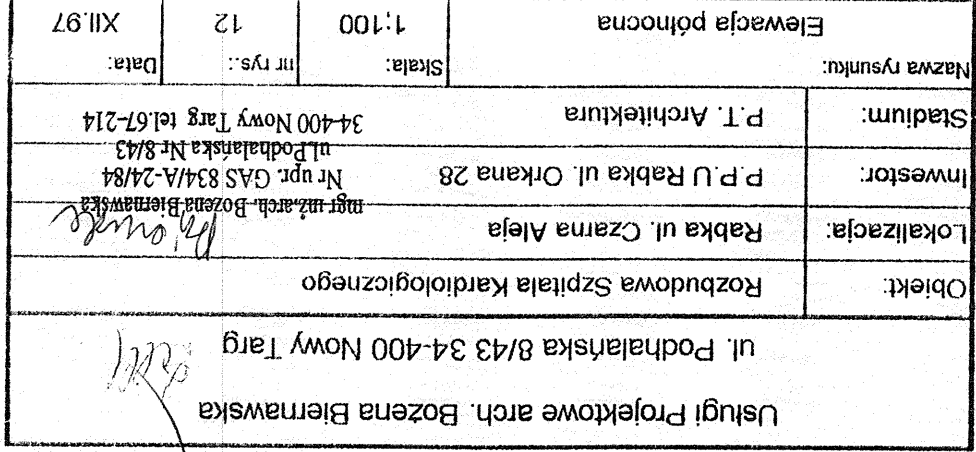 Usługi Projektowe arch. Bożena Biernawska
ul. Podhalańska 8/43 34-400 Nowy Targ
Obiekt: Rozbudowa Szpitala Kardiologicznego
Lokalizacja: Rabka ul. Czarna Aleja
Inwestor: P.P.U Rabka ul. Orkana 28
Stadium: P.T. Architektura
mgr inż.arch. Bożena Biernawska
Nr upr. GAS 834/A-24/84
ul.Podhalańska Nr 8/43
34-400 Nowy Targ tel.67-214
Nazwa rysunku: Skala: nr rys.: Data:
Elewacja północna 1:100 12 XII.97